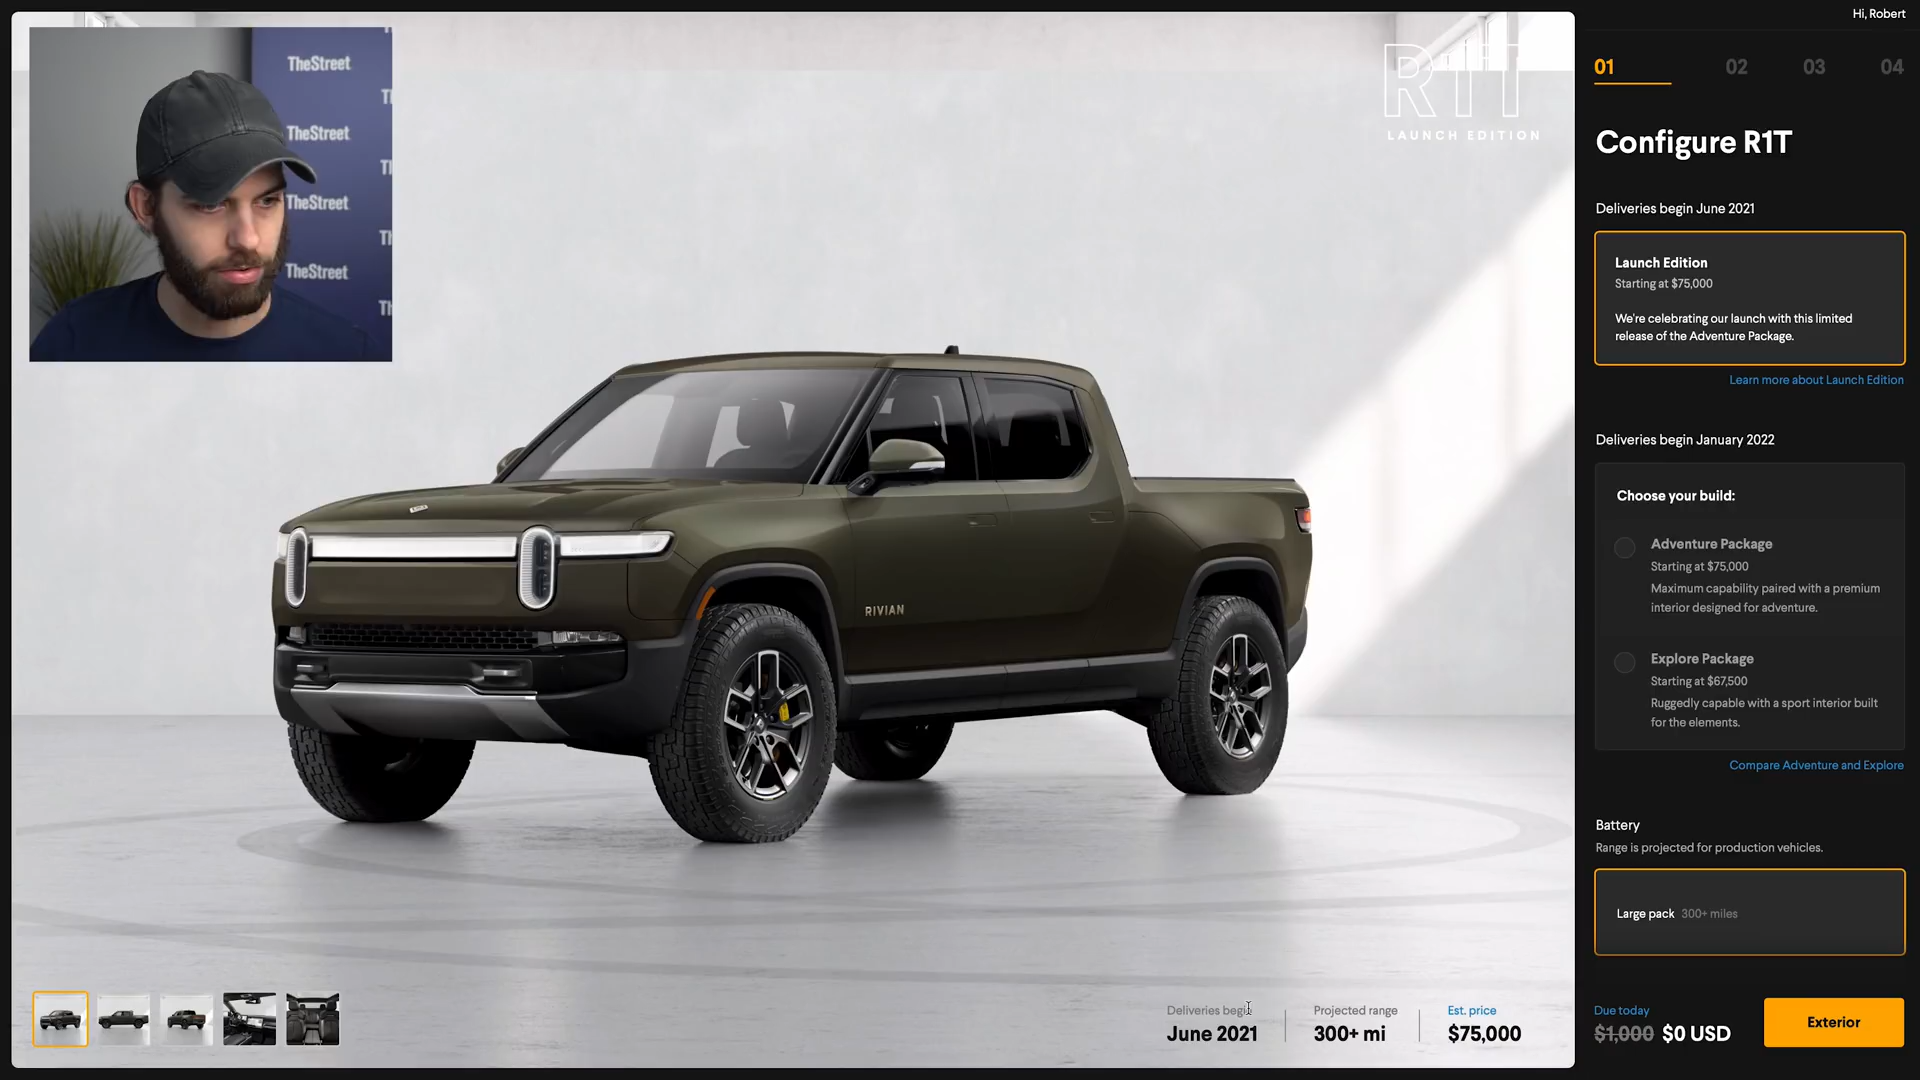 Hi, Robert
TheStreet
TheStreet
TheStreet
TheStreet
R1T
LAUNCH EDITION
RIVIAN
Deliveries begin
June 2021
Projected range
300+ mi
Est. price
$75,000
01 02 03 04
Configure R1T
Deliveries begin June 2021
Launch Edition
Starting at $75,000
We're celebrating our launch with this limited
release of the Adventure Package.
Learn more about Launch Edition
Deliveries begin January 2022
Choose your build:
Adventure Package
Starting at $75,000
Maximum capability paired with a premium
interior designed for adventure.
Explore Package
Starting at $67,500
Ruggedly capable with a sport interior built
for the elements.
Compare Adventure and Explore
Battery
Range is projected for production vehicles.
Large pack 300+ miles
Due today
$1,000 $0 USD
Exterior